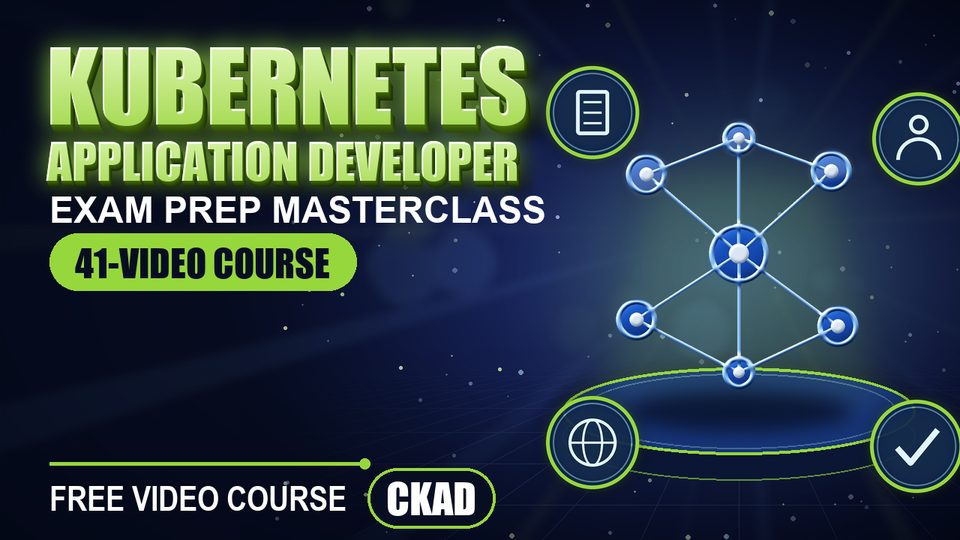 KUBERNETES
APPLICATION DEVELOPER
EXAM PREP MASTERCLASS
41-VIDEO COURSE
FREE VIDEO COURSE
CKAD